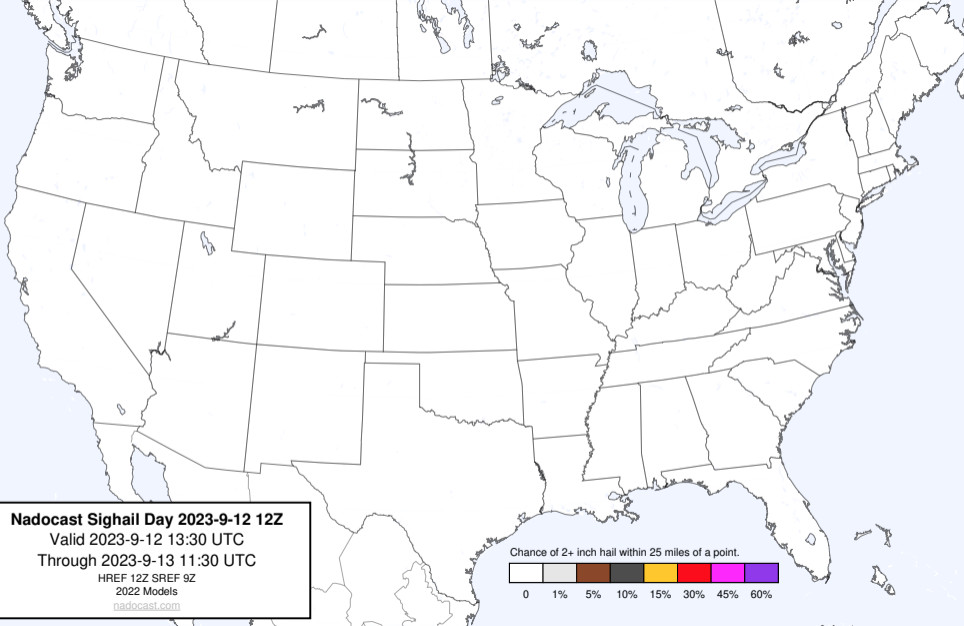 Nadocast Sighail Day 2023-9-12 12Z
Valid 2023-9-12 13:30 UTC
Through 2023-9-13 11:30 UTC
HREF 12Z SREF 9Z
2022 Models
nadocast.com
Chance of 2+ inch hail within 25 miles of a point.
0 1% 5% 10% 15% 30% 45% 60%